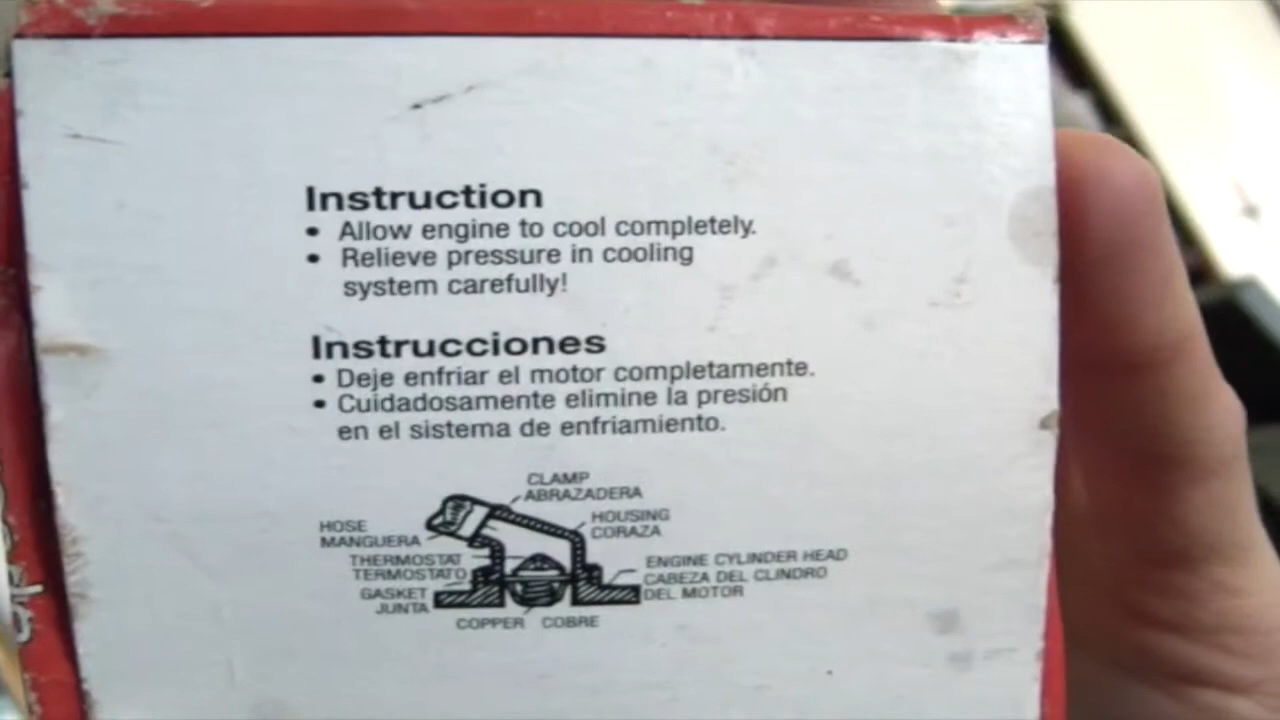 Instruction
• Allow engine to cool completely.
• Relieve pressure in cooling
system carefully!
Instrucciones
• Deje enfriar el motor completamente.
• Cuidadosamente elimine la presión
en el sistema de enfriamiento.
CLAMP
ABRAZADERA
HOSE
MANGUERA
HOUSING
CORAZA
THERMOSTAT
TERMOSTATO
ENGINE CYLINDER HEAD
CABEZA DEL CLINDRO
DEL MOTOR
GASKET
JUNTA
COPPER COBRE